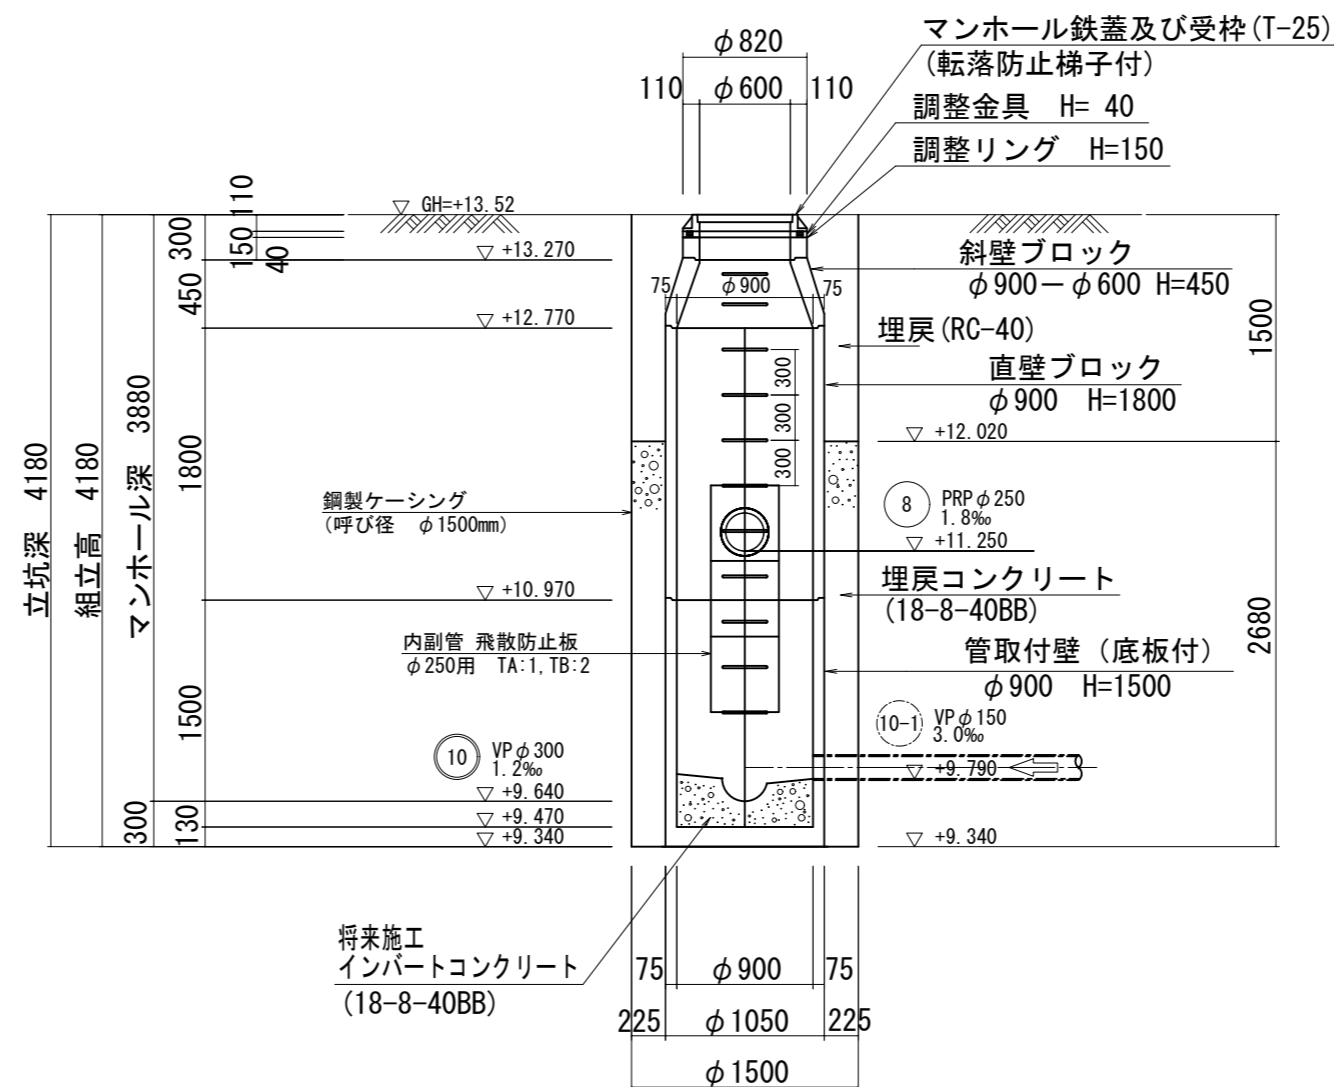 マンホール鉄蓋及び受枠(T-25)
(転落防止梯子付)
調整金具 H= 40
調整リング H=150
φ820
110 φ600 110
GH=+13.52
110
300
150
40
+13.270
450
75 φ900 75
斜壁ブロック
φ900-φ600 H=450
+12.770
埋戻(RC-40)
1500
直壁ブロック
φ900 H=1800
300
300
300
+12.020
立坑深 4180
組立高 4180
マンホール深 3880
1800
鋼製ケーシング
(呼び径 φ1500mm)
8
PRPφ250
1.8‰
+11.250
+10.970
埋戻コンクリート
(18-8-40BB)
2680
内副管 飛散防止板
φ250用 TA:1,TB:2
管取付壁 (底板付)
φ900 H=1500
1500
10-1
VPφ150
3.0‰
10
VPφ300
1.2‰
+9.790
+9.640
300
130
+9.470
+9.340
+9.340
将来施工
インバートコンクリート
(18-8-40BB)
75 φ900 75
225 φ1050 225
φ1500